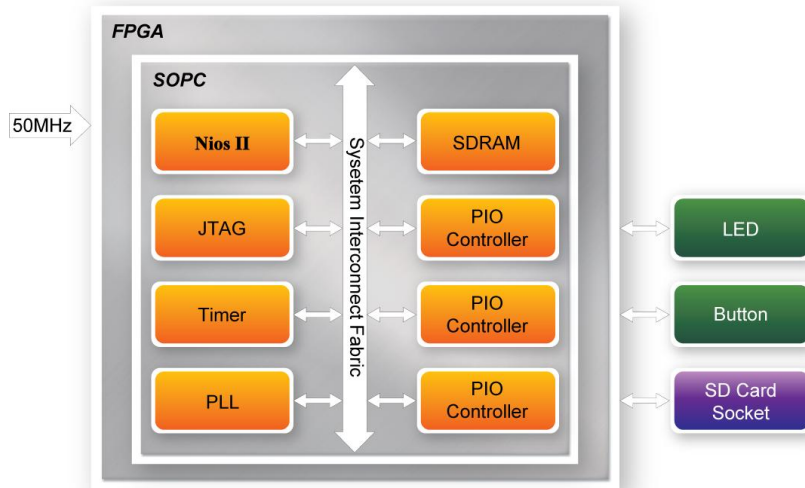 FPGA
SOPC
50MHz
Nios II
SDRAM
JTAG
PIO
Controller
LED
Timer
PIO
Controller
Button
PLL
PIO
Controller
SD Card
Socket
Sysetem Interconnect Fabric